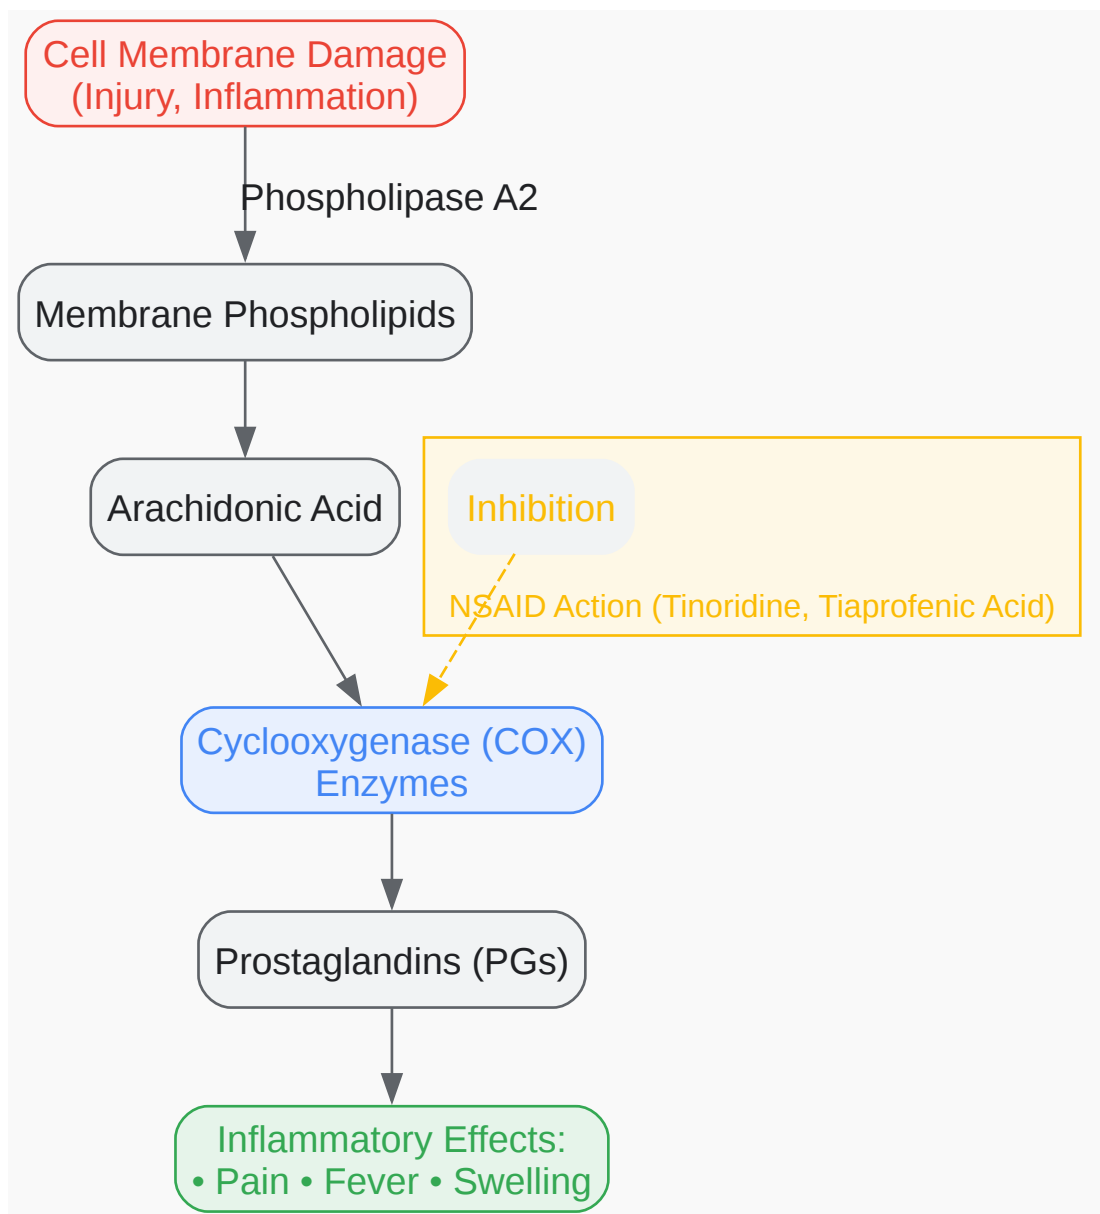 Cell Membrane Damage
(Injury, Inflammation)
Phospholipase A2
Membrane Phospholipids
Arachidonic Acid
Inhibition
NSAID Action (Tinoridine, Tiaprofenic Acid)
Cyclooxygenase (COX)
Enzymes
Prostaglandins (PGs)
Inflammatory Effects:
• Pain • Fever • Swelling